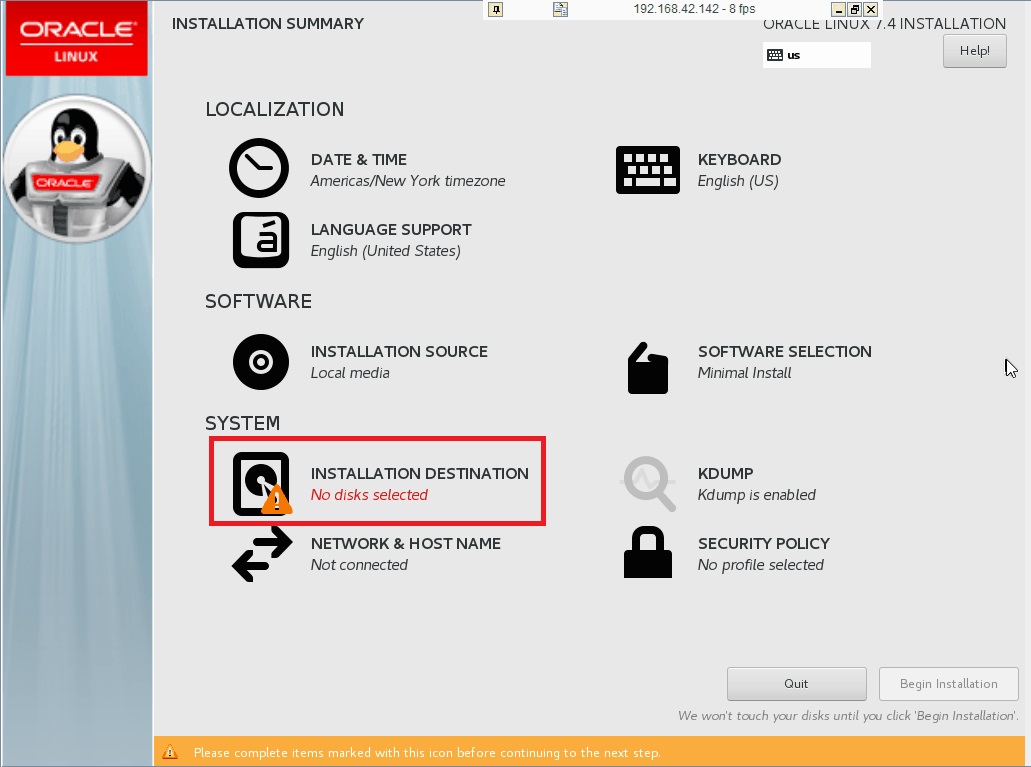 ORACLE
LINUX
INSTALLATION SUMMARY
192.168.42.142 - 8 fps
ORACLE LINUX 7.4 INSTALLATION
us
Help!
ORACLE
LOCALIZATION
DATE & TIME
Americas/New York timezone
KEYBOARD
English (US)
á
LANGUAGE SUPPORT
English (United States)
SOFTWARE
INSTALLATION SOURCE
Local media
SOFTWARE SELECTION
Minimal Install
SYSTEM
INSTALLATION DESTINATION
No disks selected
KDUMP
Kdump is enabled
NETWORK & HOST NAME
Not connected
SECURITY POLICY
No profile selected
Quit
Begin Installation
We won't touch your disks until you click 'Begin Installation'.
Please complete items marked with this icon before continuing to the next step.